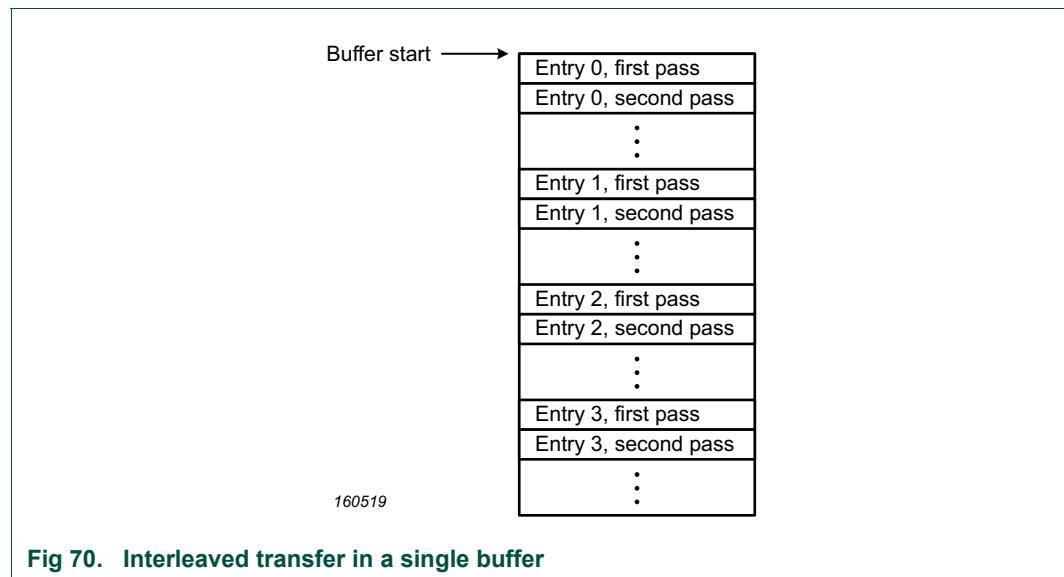 Buffer start
Entry 0, first pass
Entry 0, second pass
Entry 1, first pass
Entry 1, second pass
Entry 2, first pass
Entry 2, second pass
Entry 3, first pass
Entry 3, second pass
160519
Fig 70. Interleaved transfer in a single buffer